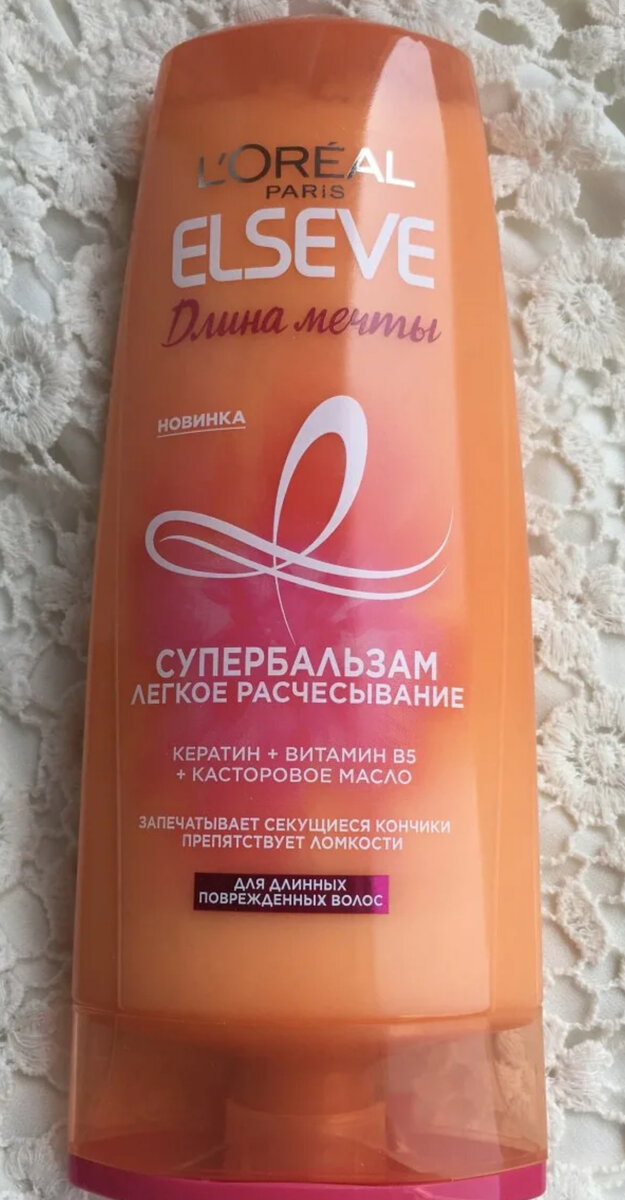 L'ORÉAL
PARIS
ELSEVE
Длина мечты
НОВИНКА
СУПЕРБАЛЬЗАМ
ЛЕГКОЕ РАСЧЕСЫВАНИЕ
КЕРАТИН + ВИТАМИН B5
+ КАСТОРОВОЕ МАСЛО
ЗАПЕЧАТЫВАЕТ СЕКУЩИЕСЯ КОНЧИКИ
ПРЕПЯТСТВУЕТ ЛОМКОСТИ
ДЛЯ ДЛИННЫХ
ПОВРЕЖДЕННЫХ ВОЛОС